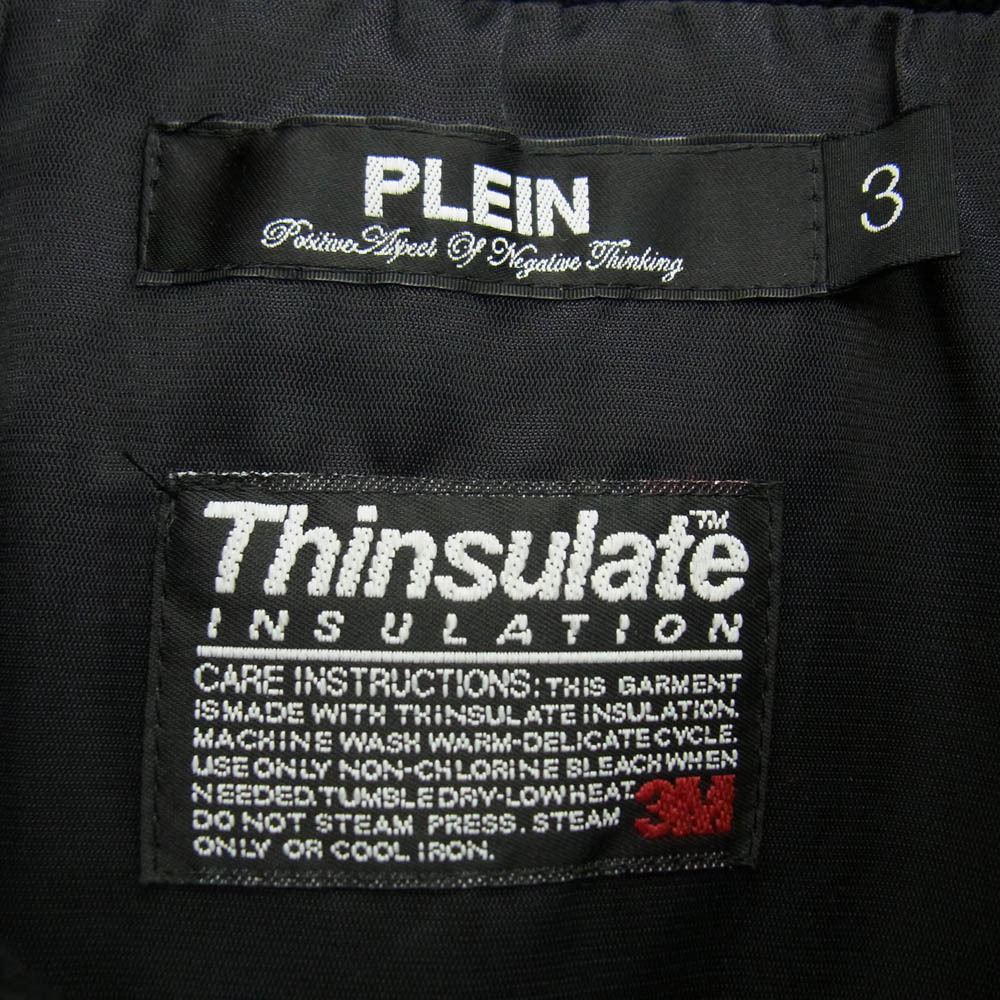 PLEIN
Positive Aspect Of Negative Thinking
3
Thinsulate™
INSULATION
CARE INSTRUCTIONS: THIS GARMENT
IS MADE WITH THINSULATE INSULATION.
MACHINE WASH WARM-DELICATE CYCLE.
USE ONLY NON-CHLORINE BLEACH WHEN
NEEDED. TUMBLE DRY-LOW HEAT.
DO NOT STEAM PRESS. STEAM
ONLY OR COOL IRON.
3M